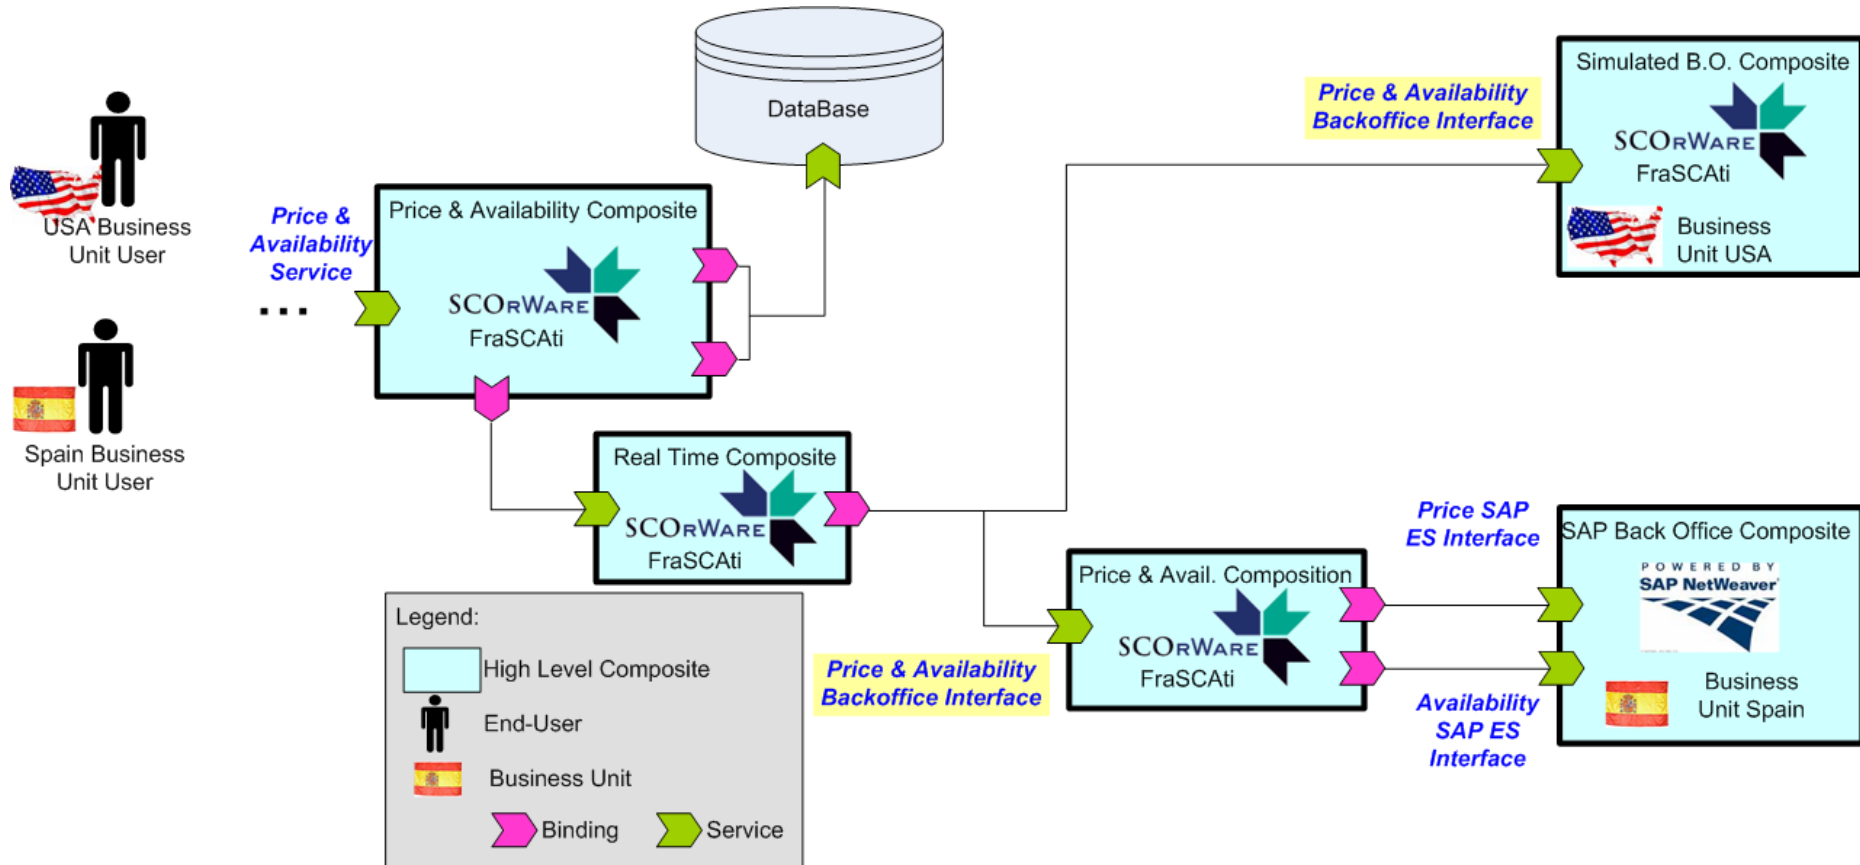 DataBase
USA Business
Unit User
Spain Business
Unit User
...
Price &
Availability
Service
Price & Availability Composite
SCORWARE
FraSCAti
Real Time Composite
SCORWARE
FraSCAti
Price & Availability
Backoffice Interface
Simulated B.O. Composite
SCORWARE
FraSCAti
Business
Unit USA
Price & Availability
Backoffice Interface
Price & Avail. Composition
SCORWARE
FraSCAti
Price SAP
ES Interface
Availability
SAP ES
Interface
SAP Back Office Composite
POWERED BY
SAP NetWeaver
Business
Unit Spain
Legend:
High Level Composite
End-User
Business Unit
Binding
Service